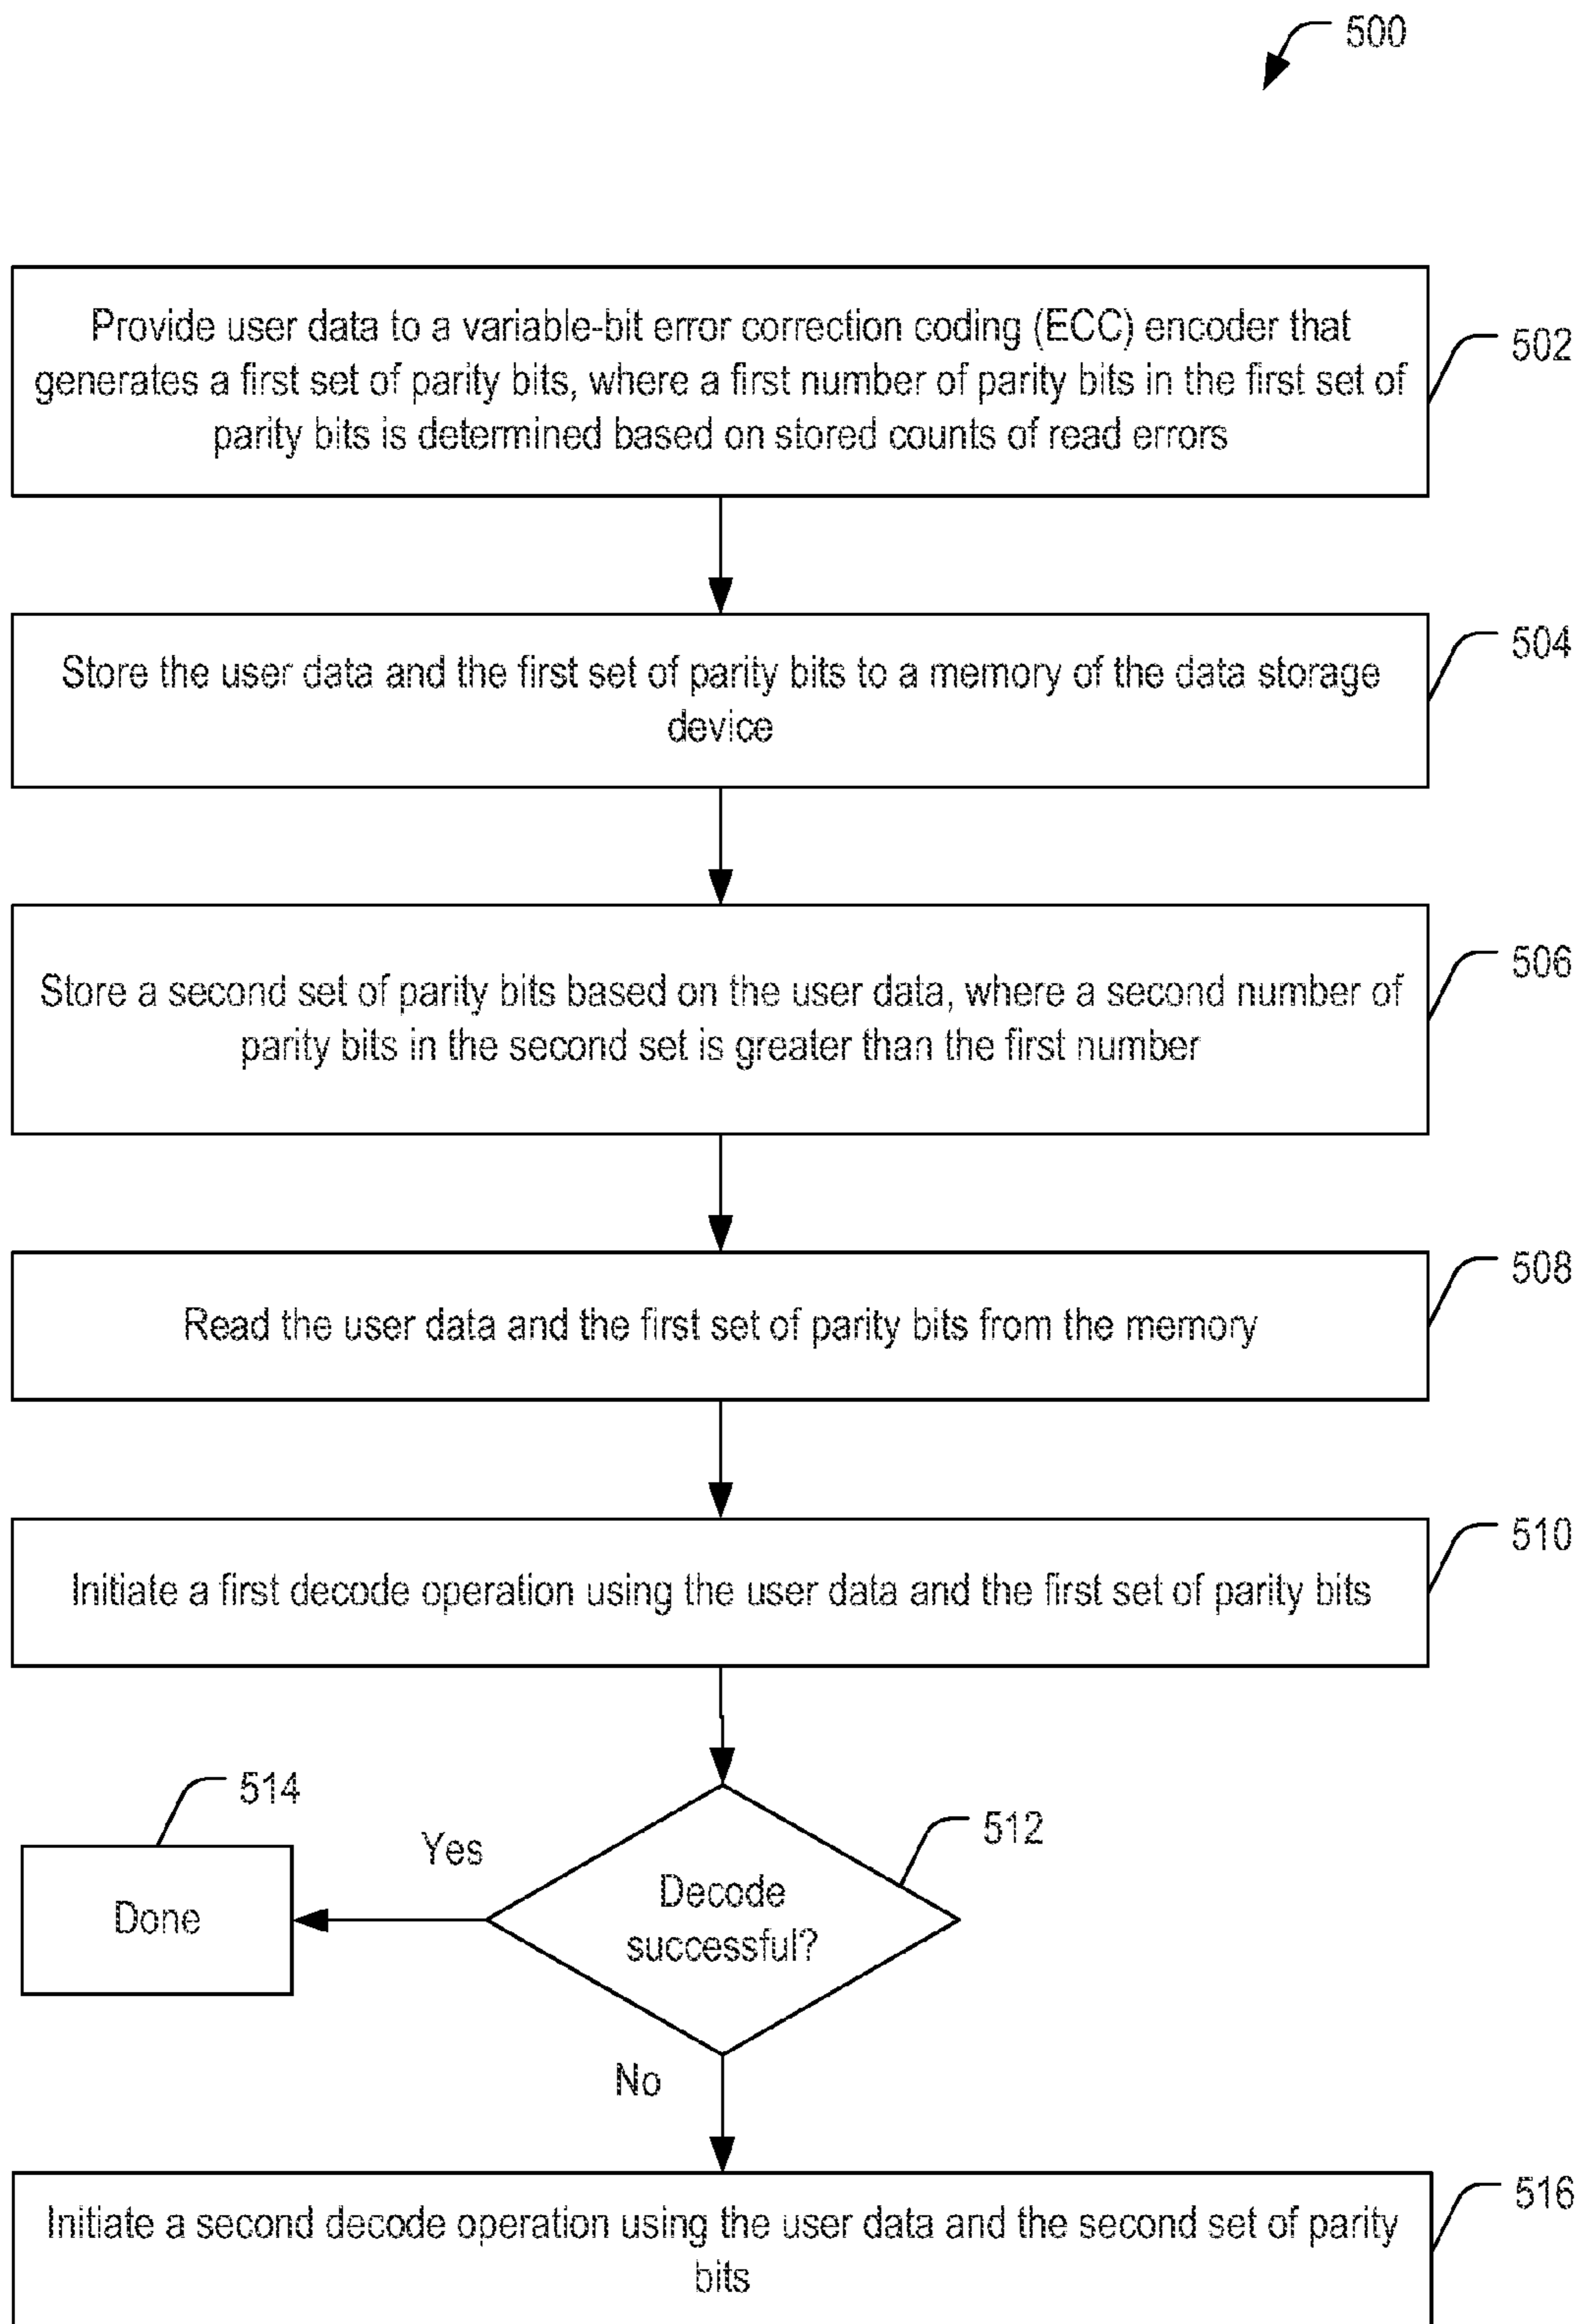 500
Provide user data to a variable-bit error correction coding (ECC) encoder that
generates a first set of parity bits, where a first number of parity bits in the first set of
parity bits is determined based on stored counts of read errors
502
Store the user data and the first set of parity bits to a memory of the data storage
device
504
Store a second set of parity bits based on the user data, where a second number of
parity bits in the second set is greater than the first number
506
Read the user data and the first set of parity bits from the memory
508
Initiate a first decode operation using the user data and the first set of parity bits
510
514
Yes
512
Done
Decode
successful?
No
Initiate a second decode operation using the user data and the second set of parity
bits
516